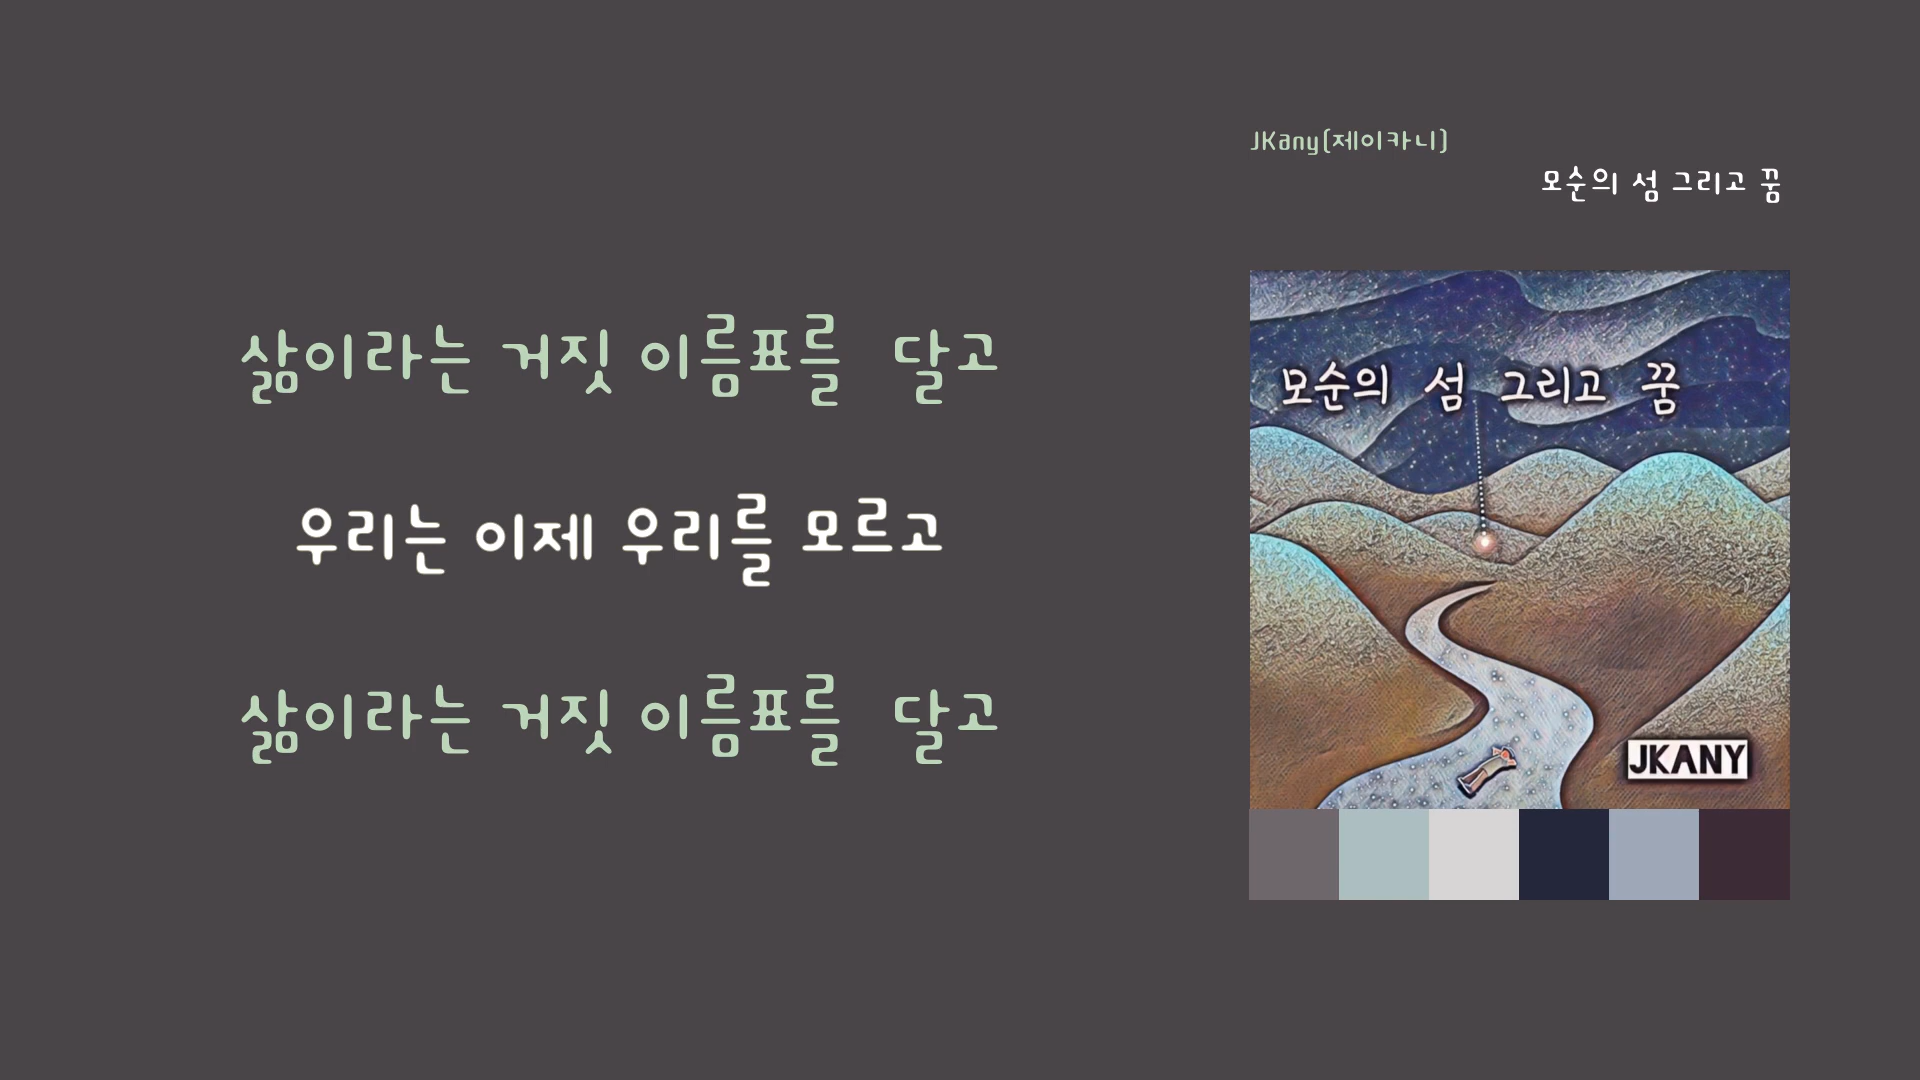 JKany(제이카니)
모순의 섬 그리고 꿈
삶이라는 거짓 이름표를 달고
우리는 이제 우리를 모르고
삶이라는 거짓 이름표를 달고
모순의 섬 그리고 꿈
JKANY